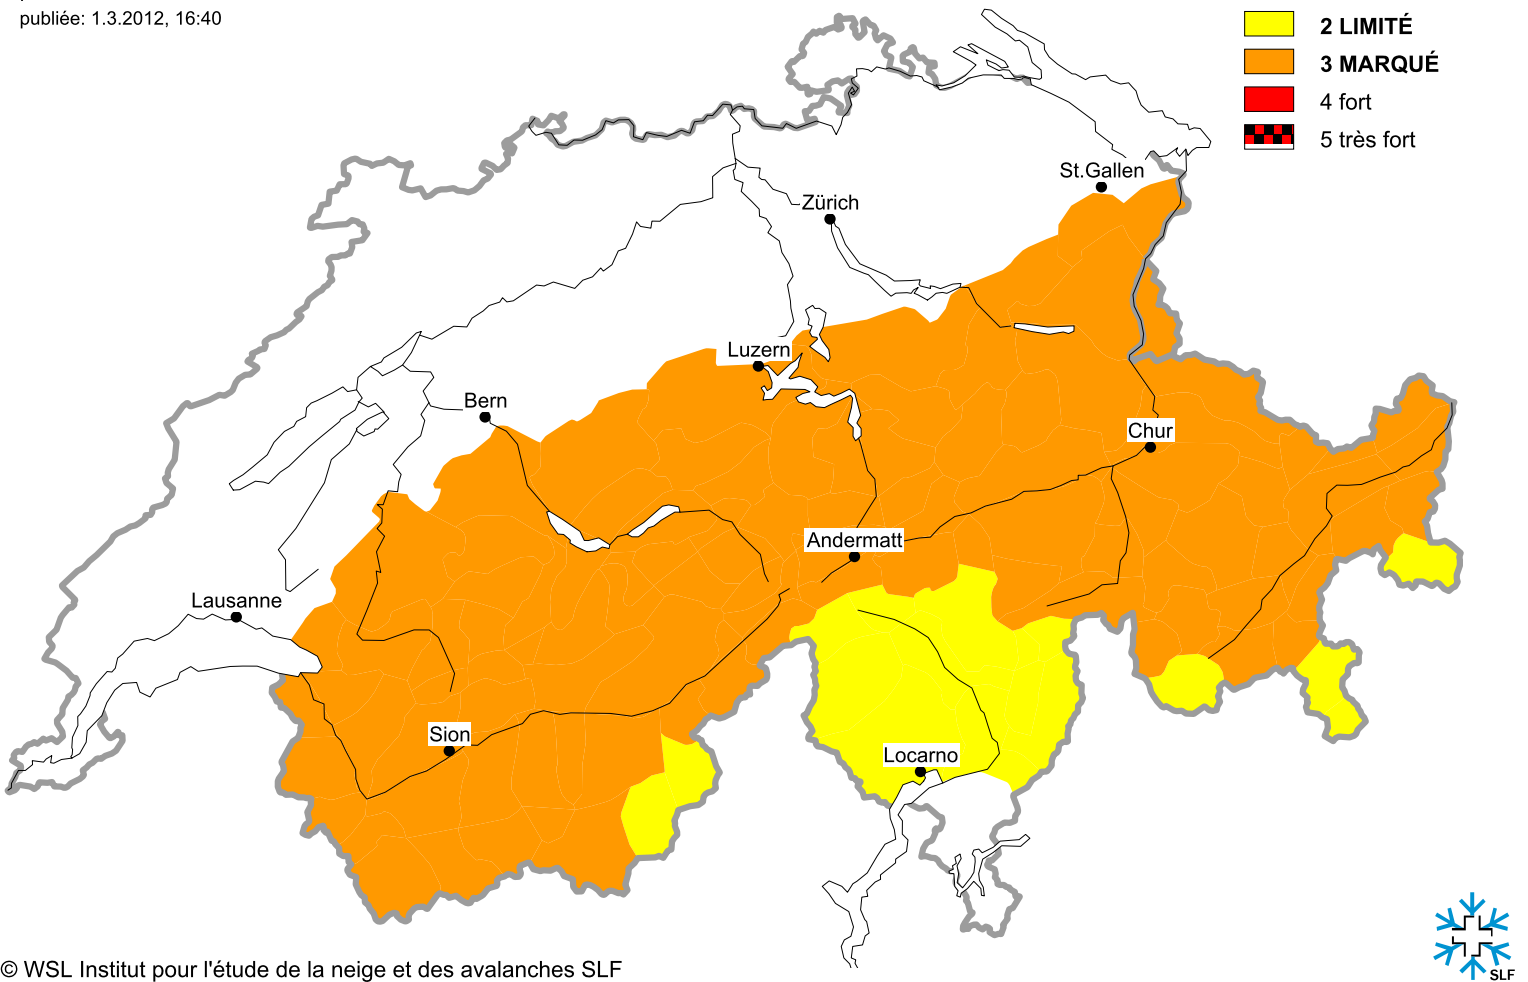 publiée: 1.3.2012, 16:40
2 LIMITÉ
3 MARQUÉ
4 fort
5 très fort
St.Gallen
Zürich
Luzern
Bern
Chur
Andermatt
Lausanne
Sion
Locarno
© WSL Institut pour l'étude de la neige et des avalanches SLF
SLF